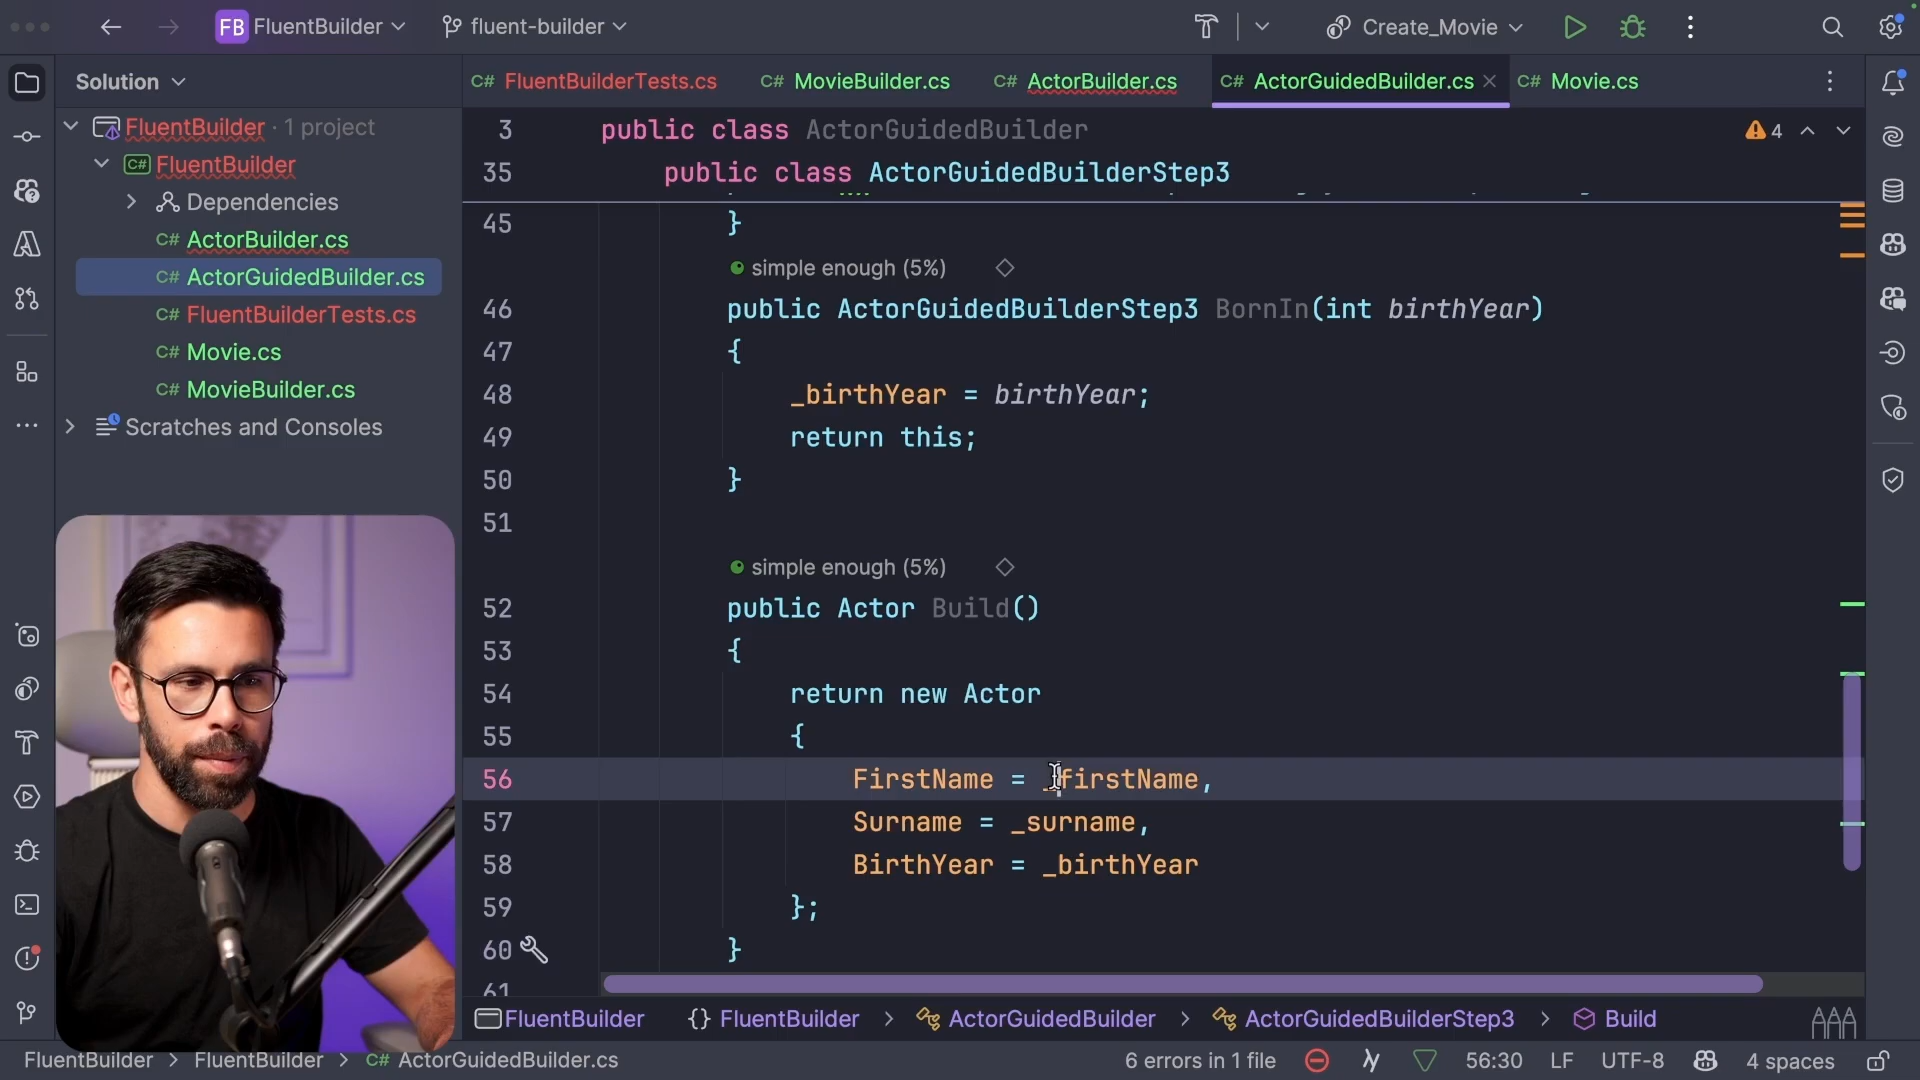 FB FluentBuilder fluent-builder Create_Movie
Solution
C# FluentBuilderTests.cs C# MovieBuilder.cs C# ActorBuilder.cs C# ActorGuidedBuilder.cs C# Movie.cs
FluentBuilder · 1 project
C# FluentBuilder
Dependencies
C# ActorBuilder.cs
C# ActorGuidedBuilder.cs
C# FluentBuilderTests.cs
C# Movie.cs
C# MovieBuilder.cs
Scratches and Consoles
3 public class ActorGuidedBuilder
4
35 public class ActorGuidedBuilderStep3
45 }
simple enough (5%)
46 public ActorGuidedBuilderStep3 BornIn(int birthYear)
47 {
48 _birthYear = birthYear;
49 return this;
50 }
51
simple enough (5%)
52 public Actor Build()
53 {
54 return new Actor
55 {
56 FirstName = _firstName,
57 Surname = _surname,
58 BirthYear = _birthYear
59 };
60 }
61
FluentBuilder {} FluentBuilder > ActorGuidedBuilder > ActorGuidedBuilderStep3 > Build
FluentBuilder > FluentBuilder > C# ActorGuidedBuilder.cs 6 errors in 1 file 56:30 LF UTF-8 4 spaces